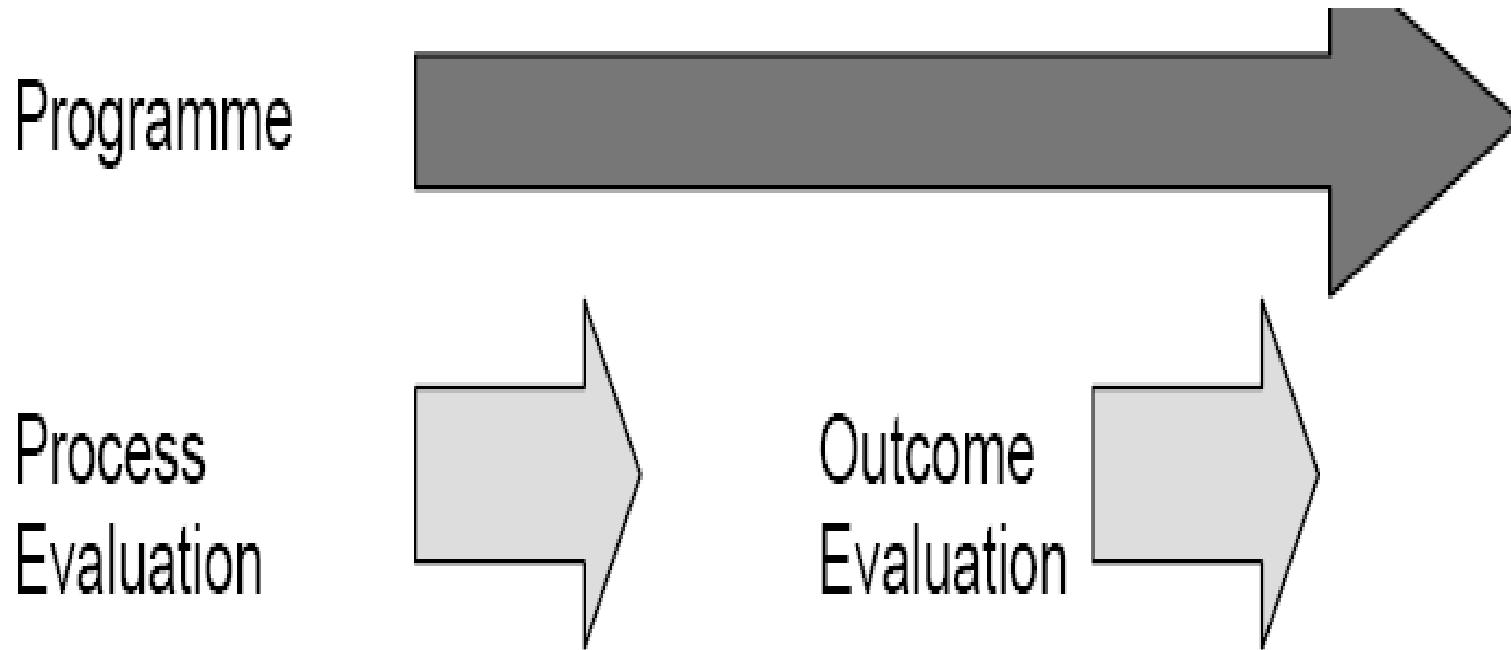 Programme
Process
Evaluation
Outcome
Evaluation